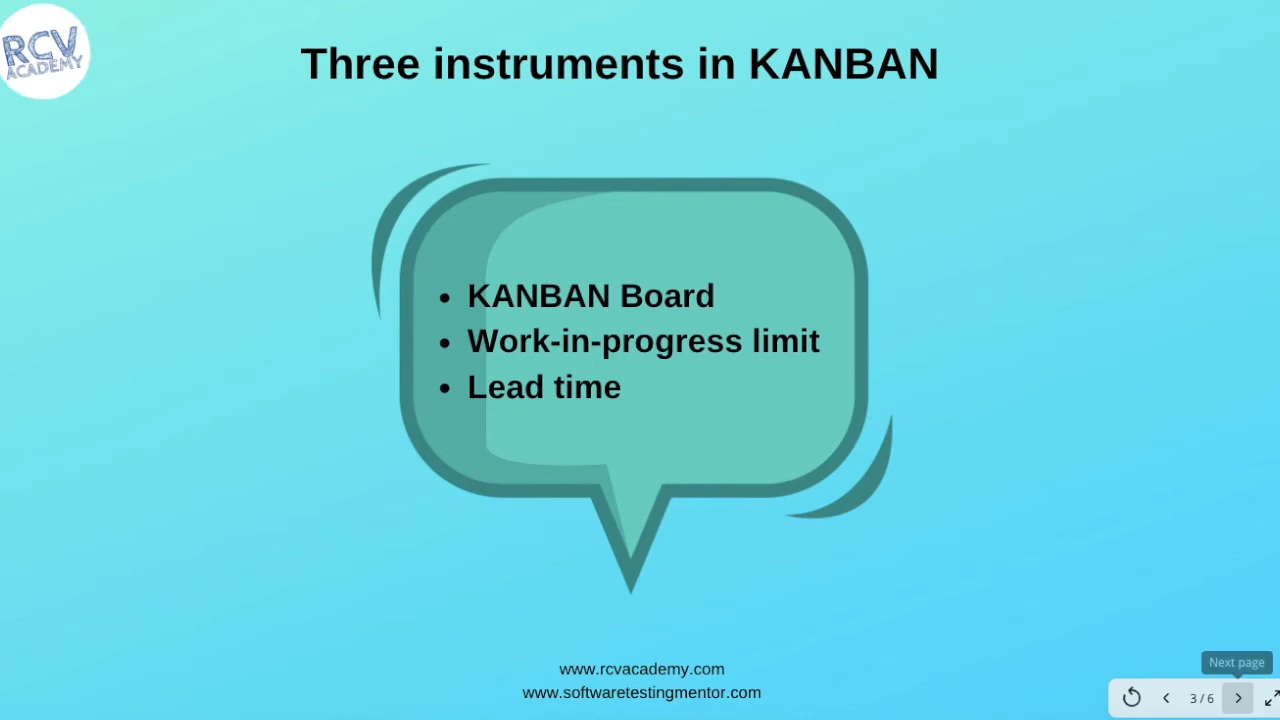 RCV
ACADEMY
Three instruments in KANBAN
• KANBAN Board
• Work-in-progress limit
• Lead time
www.rcvacademy.com
www.softwaretestingmentor.com
Next page
3 / 6